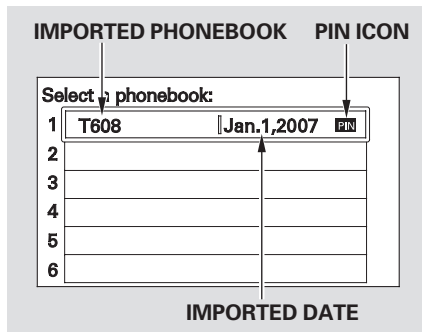 IMPORTED PHONEBOOK PIN ICON
Select a phonebook:
1 T608 Jan.1,2007 PIN
2
3
4
5
6
IMPORTED DATE